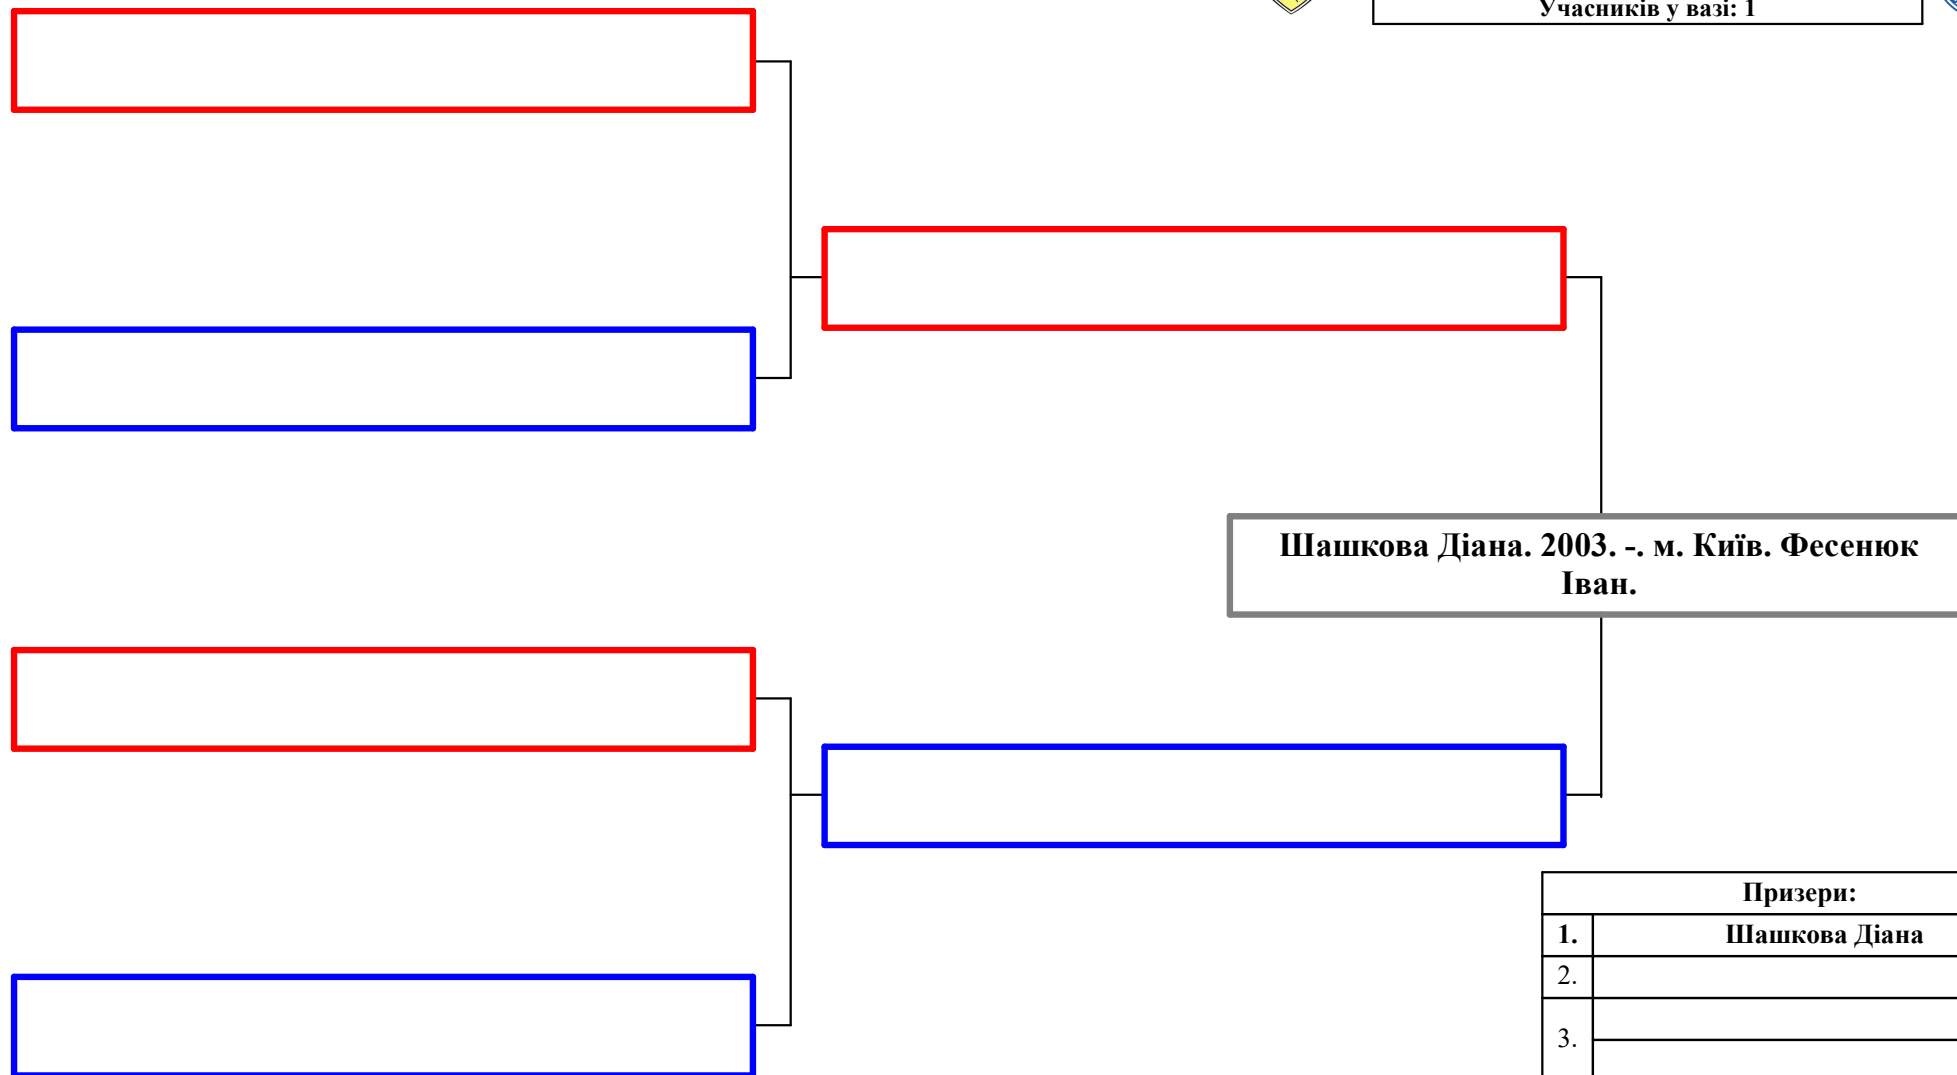 Учасників у вазі: 1
Шашкова Діана. 2003. -. м. Київ. Фесенюк
Іван.
Призери:
1. Шашкова Діана
2.
3.